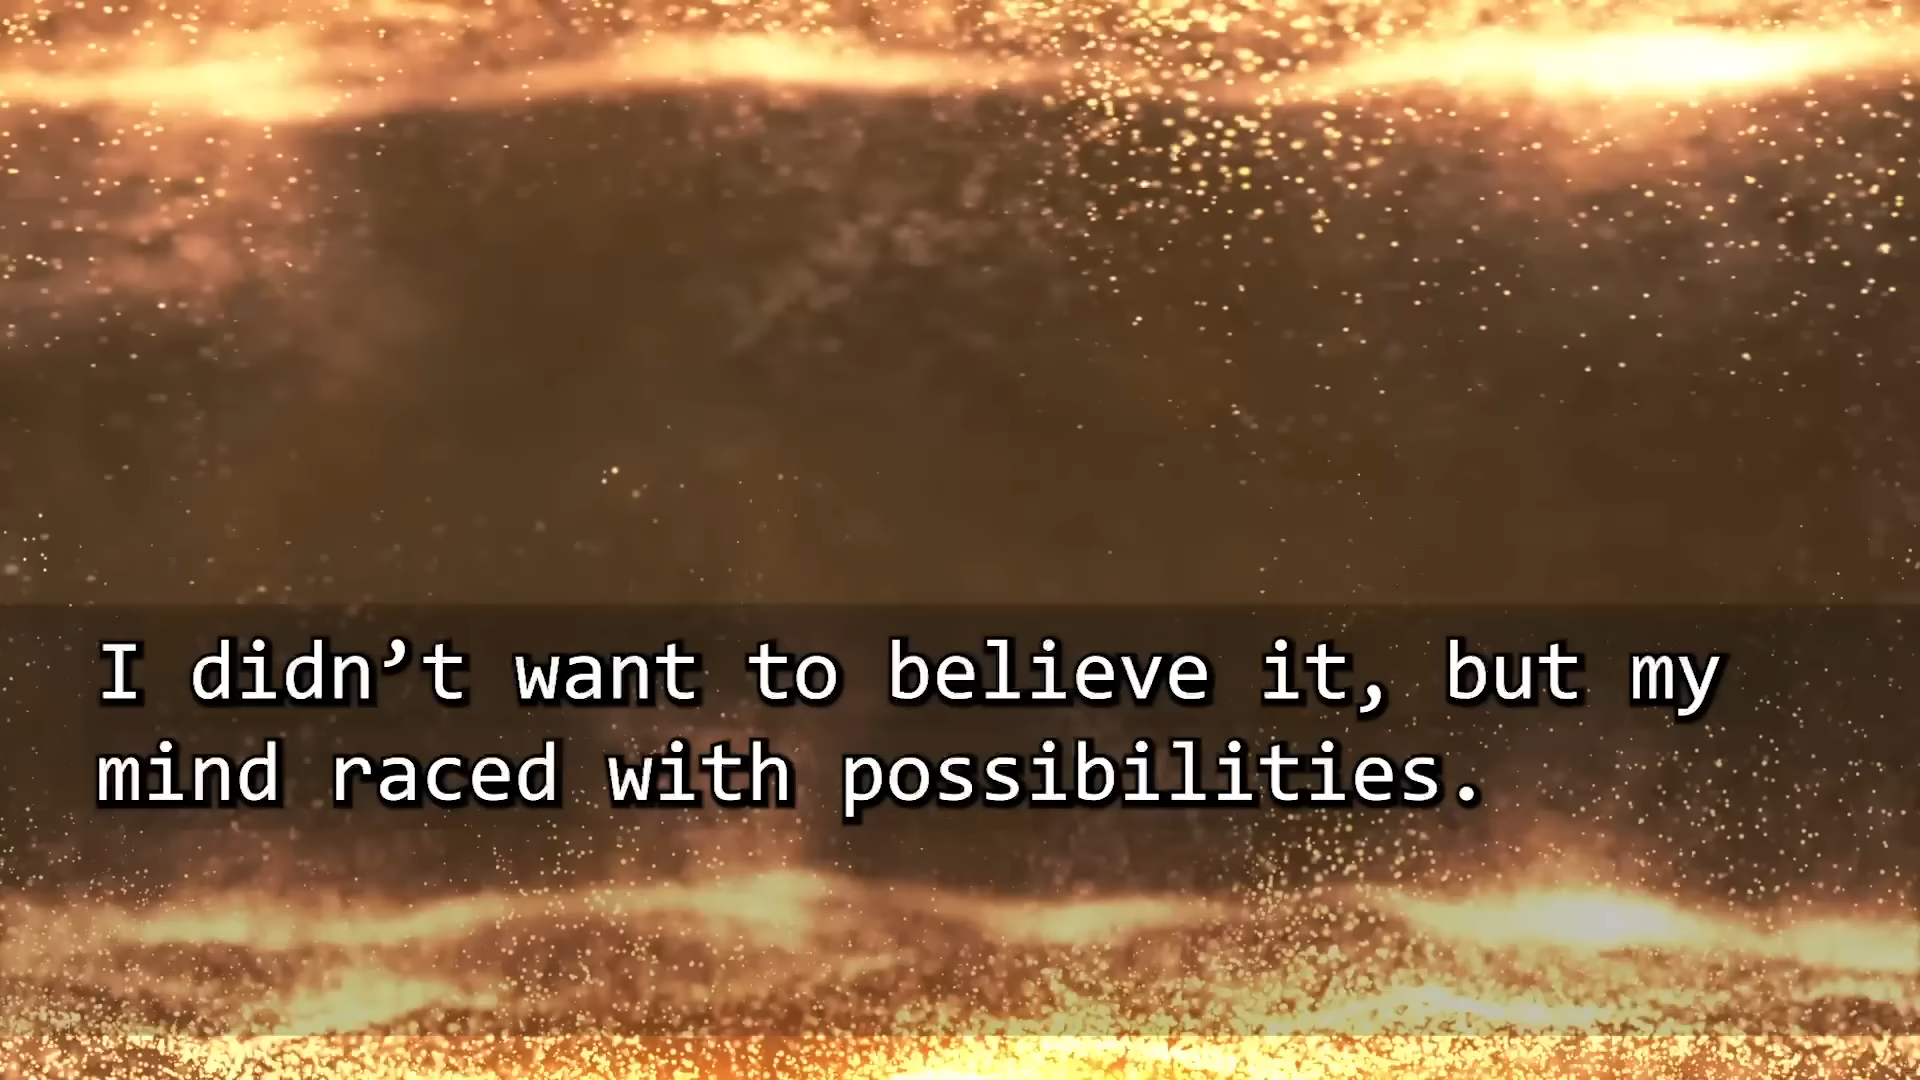 I didn’t want to believe it, but my
mind raced with possibilities.